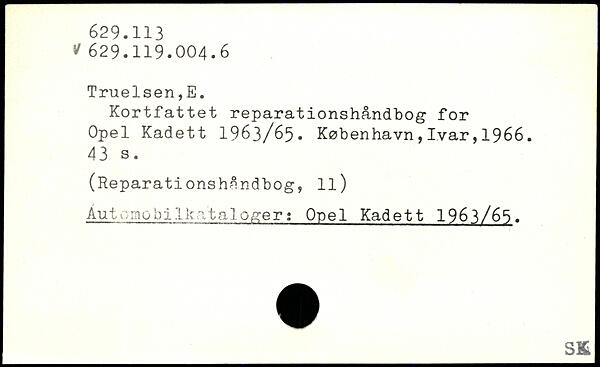 629.113
V 629.119.004.6
Truelsen,E.
Kortfattet reparationshåndbog for
Opel Kadett 1963/65. København,Ivar,1966.
43 s.
(Reparationshåndbog, 11)
Automobilkataloger: Opel Kadett 1963/65.
SK